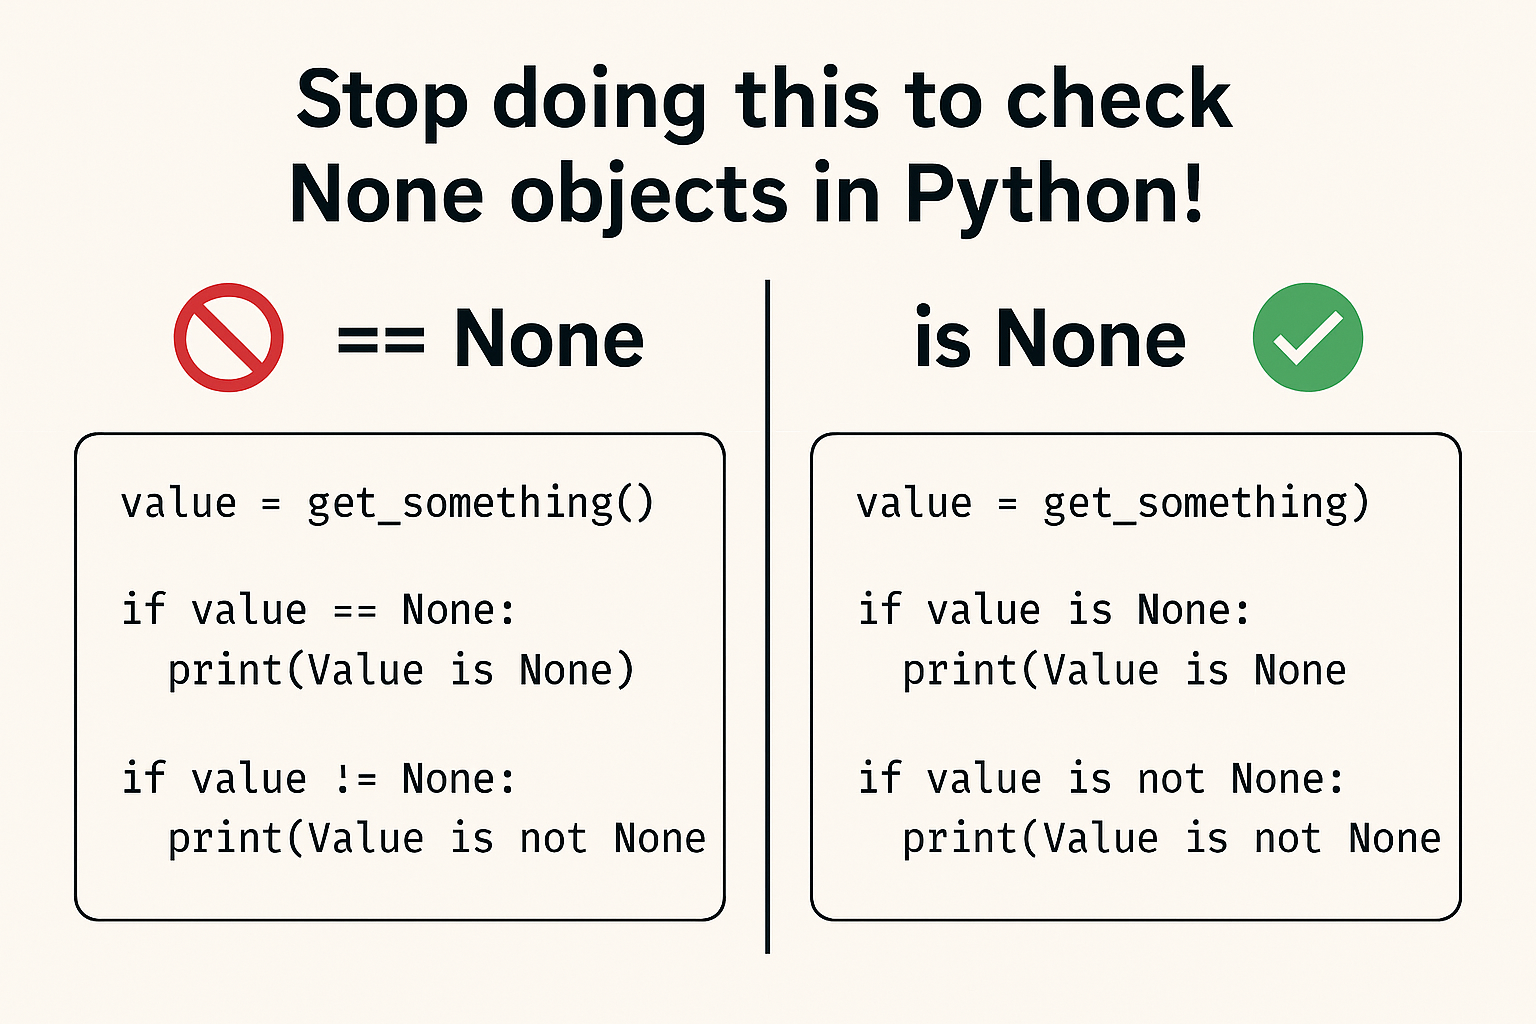 Stop doing this to check
None objects in Python!
== None
value = get_something()
if value == None:
print(Value is None)
if value != None:
print(Value is not None
is None
value = get_something)
if value is None:
print(Value is None
if value is not None:
print(Value is not None